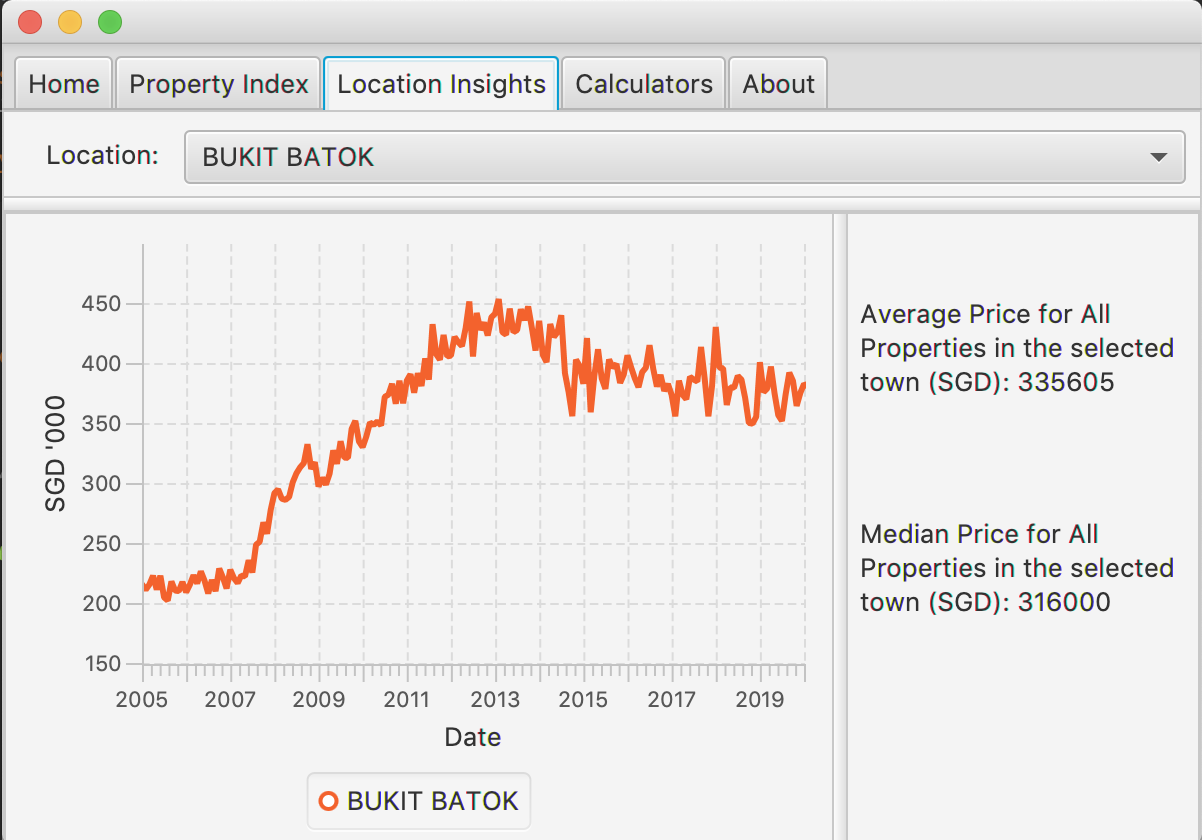 Home Property Index Location Insights Calculators About
Location: BUKIT BATOK
450
400
350
300
250
200
150
SGD '000
2005 2007 2009 2011 2013 2015 2017 2019
Date
BUKIT BATOK
Average Price for All
Properties in the selected
town (SGD): 335605
Median Price for All
Properties in the selected
town (SGD): 316000